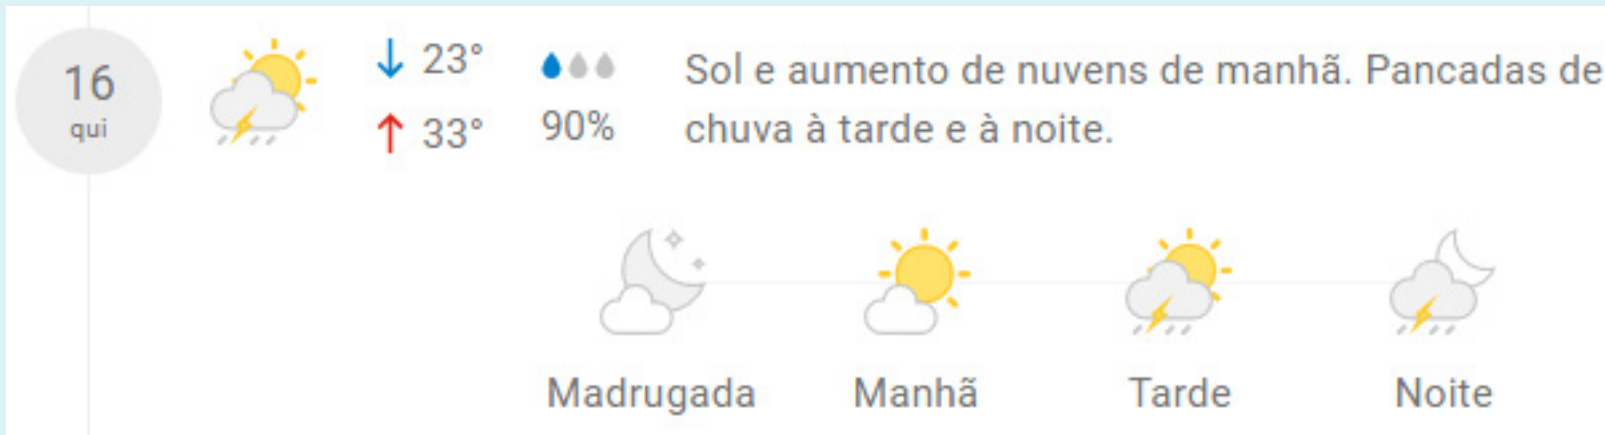 16
qui
↓ 23°
↑ 33°
90%
Sol e aumento de nuvens de manhã. Pancadas de
chuva à tarde e à noite.
Madrugada
Manhã
Tarde
Noite